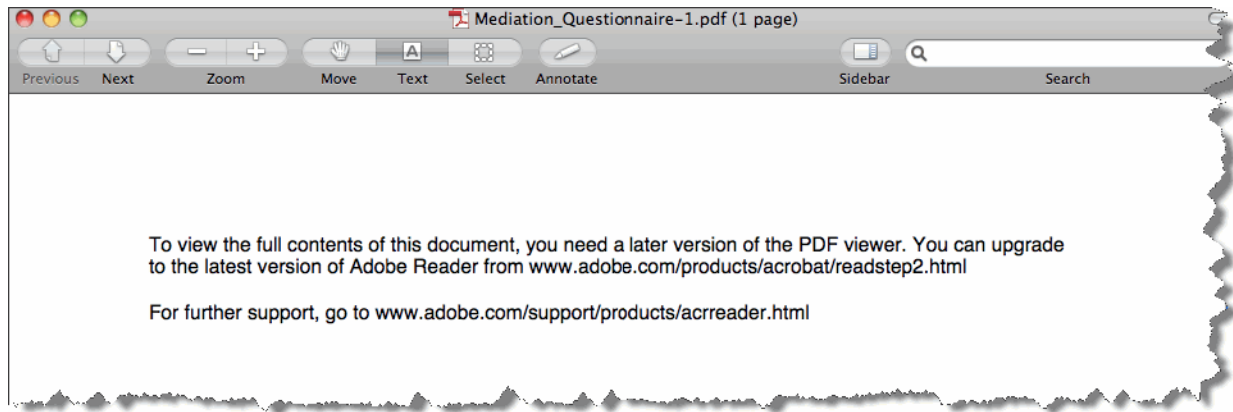 Mediation_Questionnaire-1.pdf (1 page)
Previous Next Zoom Move Text Select Annotate Sidebar Search
To view the full contents of this document, you need a later version of the PDF viewer. You can upgrade
to the latest version of Adobe Reader from www.adobe.com/products/acrobat/readstep2.html
For further support, go to www.adobe.com/support/products/acrreader.html